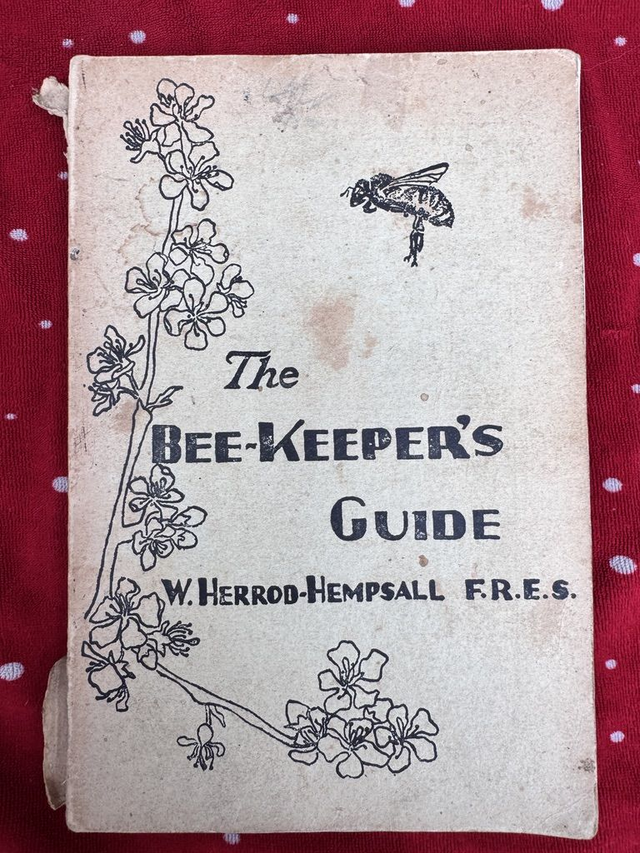 The
BEE-KEEPER'S
GUIDE
W. HERROD-HEMPSALL F.R.E.S.